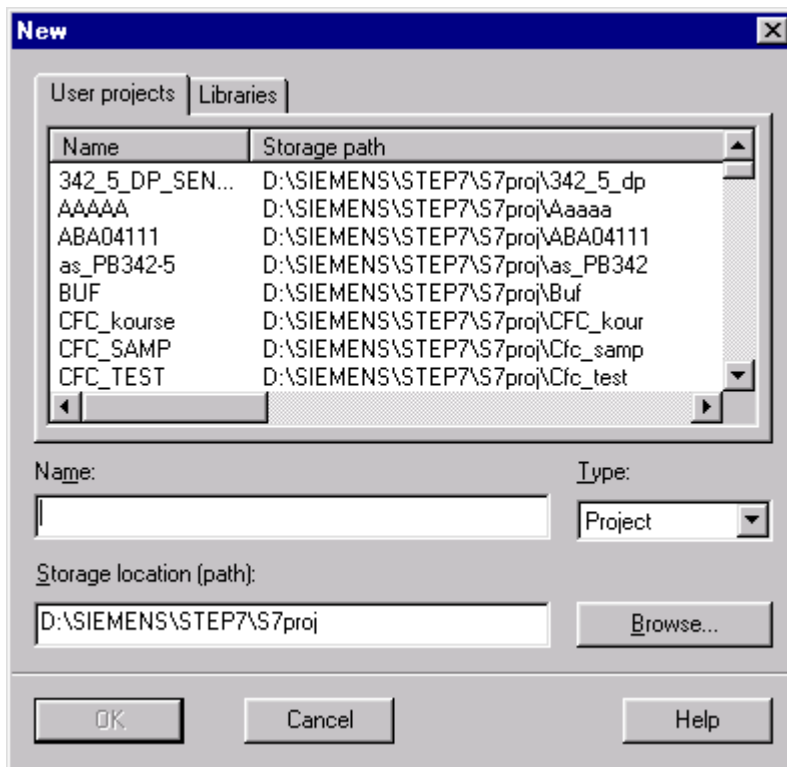 New
User projects Libraries
Name Storage path
342_5_DP_SEN... D:\SIEMENS\STEP7\S7proj\342_5_dp
AAAAA D:\SIEMENS\STEP7\S7proj\Aaaaa
ABA04111 D:\SIEMENS\STEP7\S7proj\ABA04111
as_PB342-5 D:\SIEMENS\STEP7\S7proj\as_PB342
BUF D:\SIEMENS\STEP7\S7proj\Buf
CFC_kourse D:\SIEMENS\STEP7\S7proj\CFC_kour
CFC_SAMP D:\SIEMENS\STEP7\S7proj\Cfc_samp
CFC_TEST D:\SIEMENS\STEP7\S7proj\Cfc_test
Name: Type:
Project
Storage location (path):
D:\SIEMENS\STEP7\S7proj Browse...
OK Cancel Help